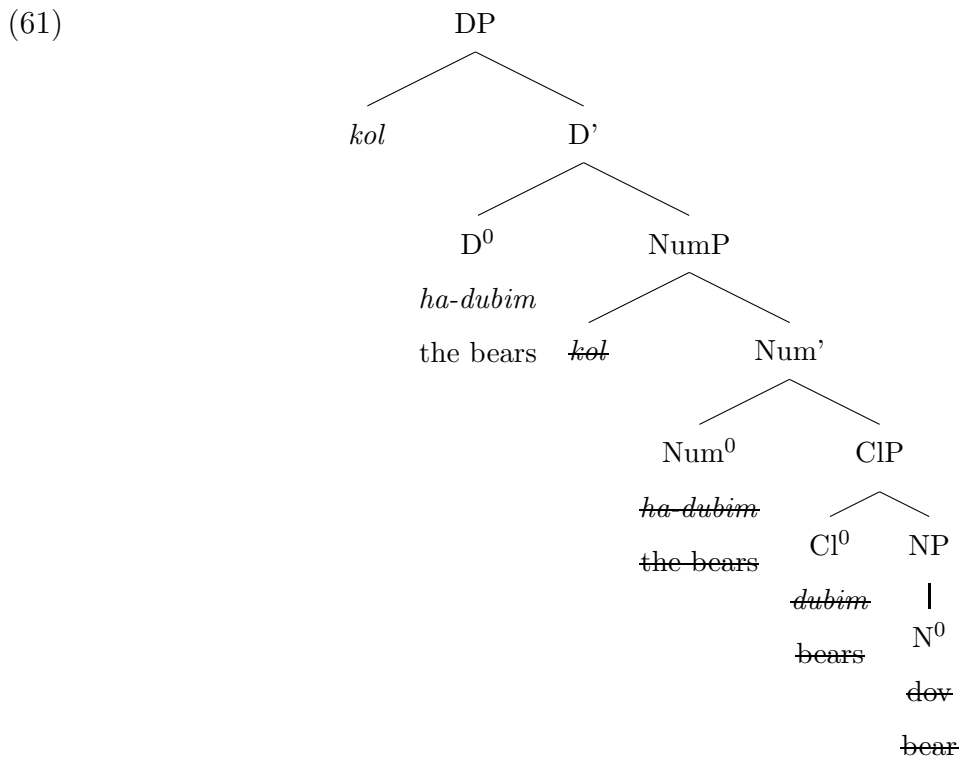 (61) DP
kol D’
D⁰ NumP
ha-dubim
the bears kol Num’
Num⁰ ClP
ha-dubim
the bears Cl⁰ NP
dubim
bears N⁰
dov
bear